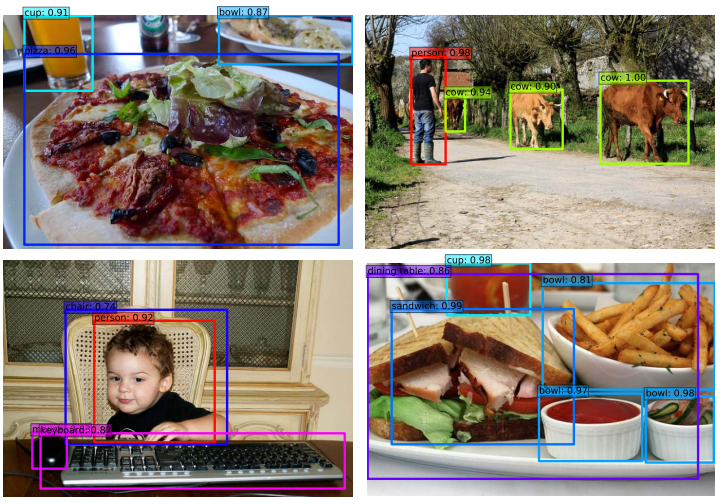 cup: 0.91
bowl: 0.87
pizza: 0.96
person: 0.98
cow: 0.94
cow: 0.90
cow: 1.00
chair: 0.74
person: 0.92
keyboard: 0.82
cup: 0.98
dining table: 0.86
bowl: 0.81
sandwich: 0.99
bowl: 0.97
bowl: 0.98